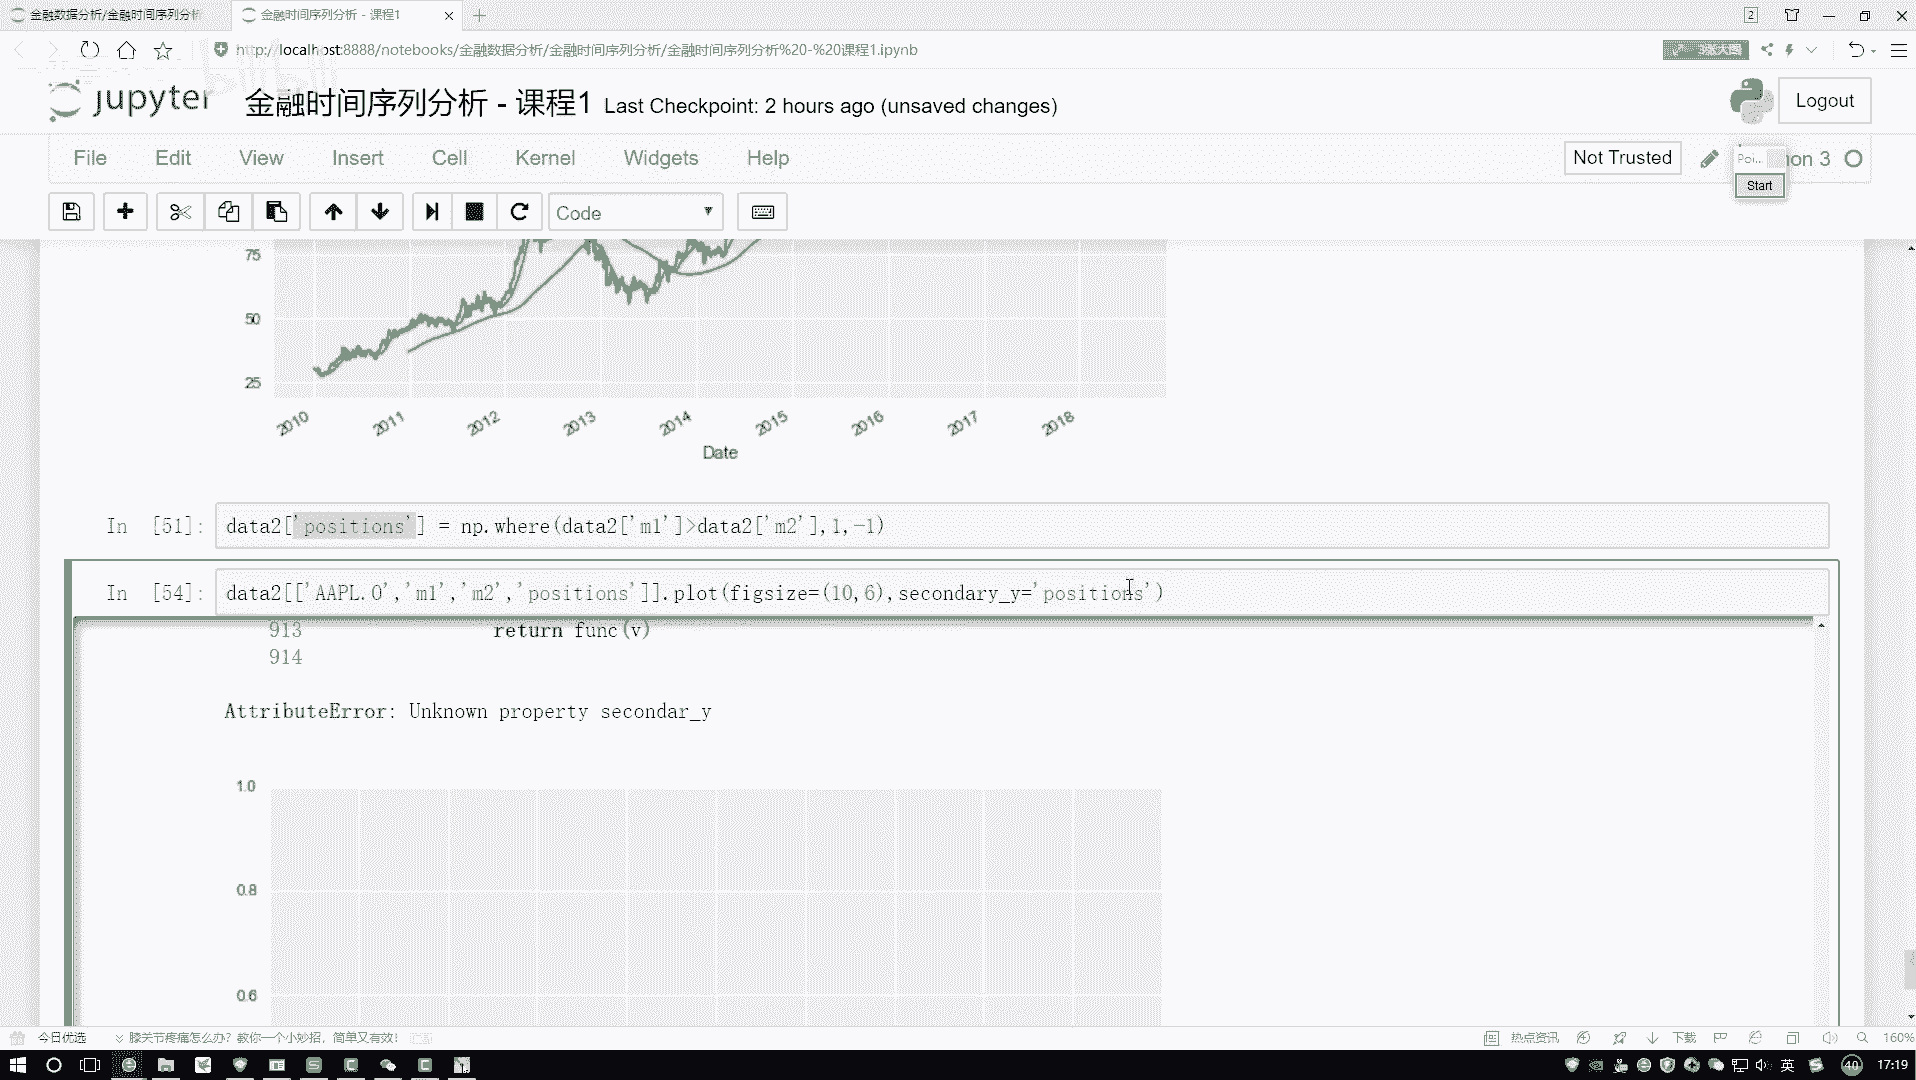 金融数据分析/金融时间序列分析
金融时间序列分析 - 课程1
2
http://localhost:8888/notebooks/金融数据分析/金融时间序列分析/金融时间序列分析%20-%20课程1.ipynb
jupyter
金融时间序列分析 - 课程1 Last Checkpoint: 2 hours ago (unsaved changes)
Logout
File Edit View Insert Cell Kernel Widgets Help
Not Trusted
Poi...
hon 3
Start
Code
75
50
25
2010 2011 2012 2013 2014 2015 2016 2017 2018
Date
In [51]: data2['positions'] = np.where(data2['m1']>data2['m2'],1,-1)
In [54]: data2[['AAPL.O','m1','m2','positions']].plot(figsize=(10,6),secondary_y='positions')
913 return func(v)
914
AttributeError: Unknown property secondar_y
1.0
0.8
0.6
今日优选
膝关节疼痛怎么办?教你一个小妙招，简单又有效!
热点资讯
下载
160%
英
40
17:19